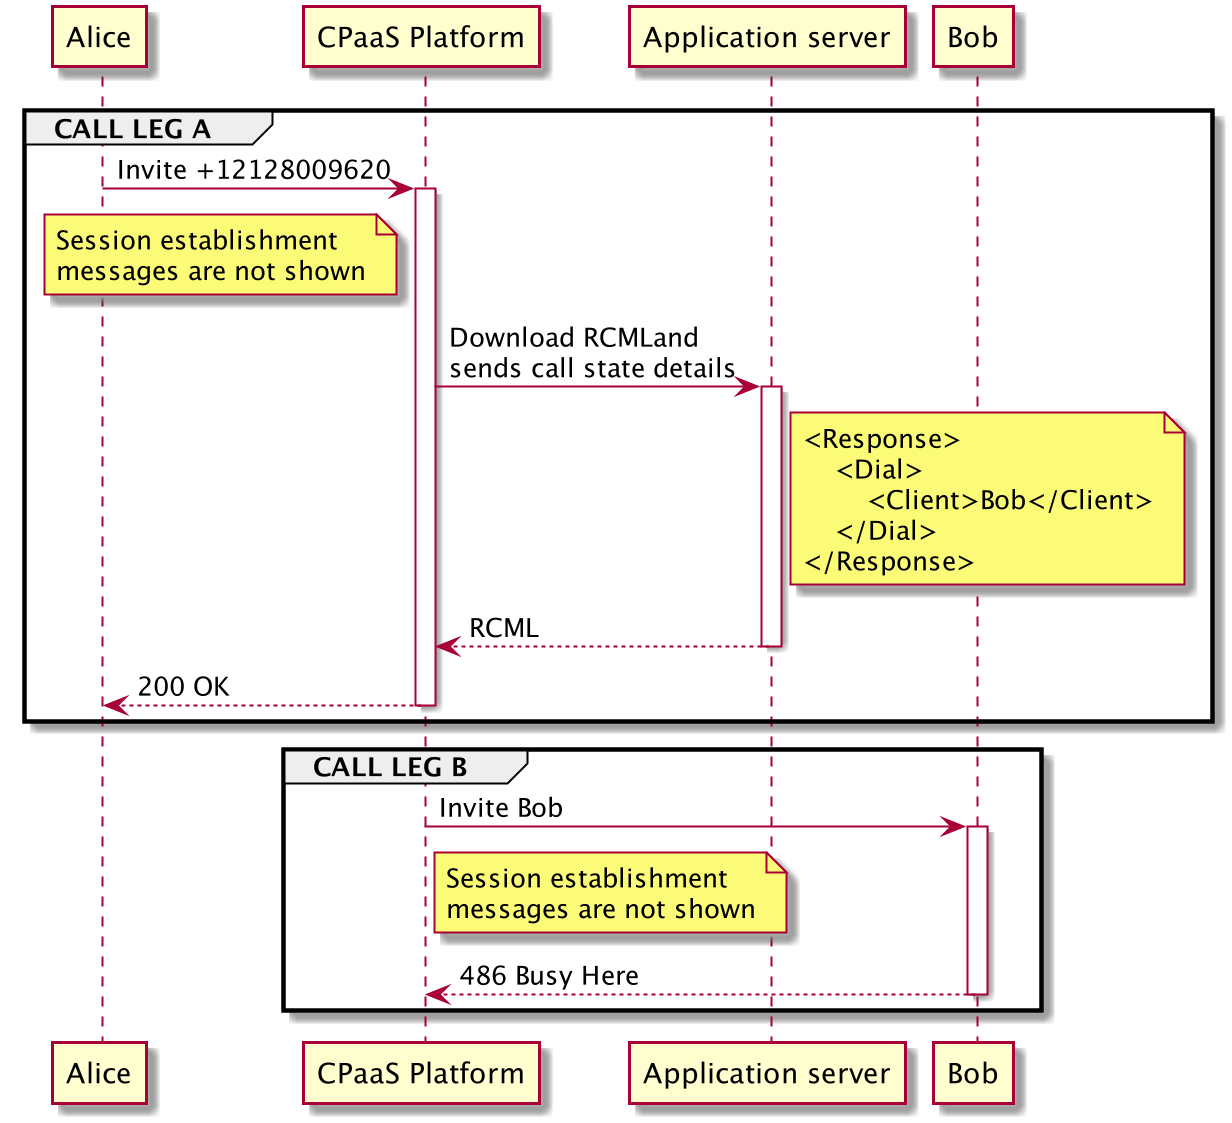 Alice
CPaaS Platform
Application server
Bob
CALL LEG A
Invite +12128009620
Session establishment
messages are not shown
Download RCMLand
sends call state details
<Response>
<Dial>
<Client>Bob</Client>
</Dial>
</Response>
RCML
200 OK
CALL LEG B
Invite Bob
Session establishment
messages are not shown
486 Busy Here
Alice
CPaaS Platform
Application server
Bob